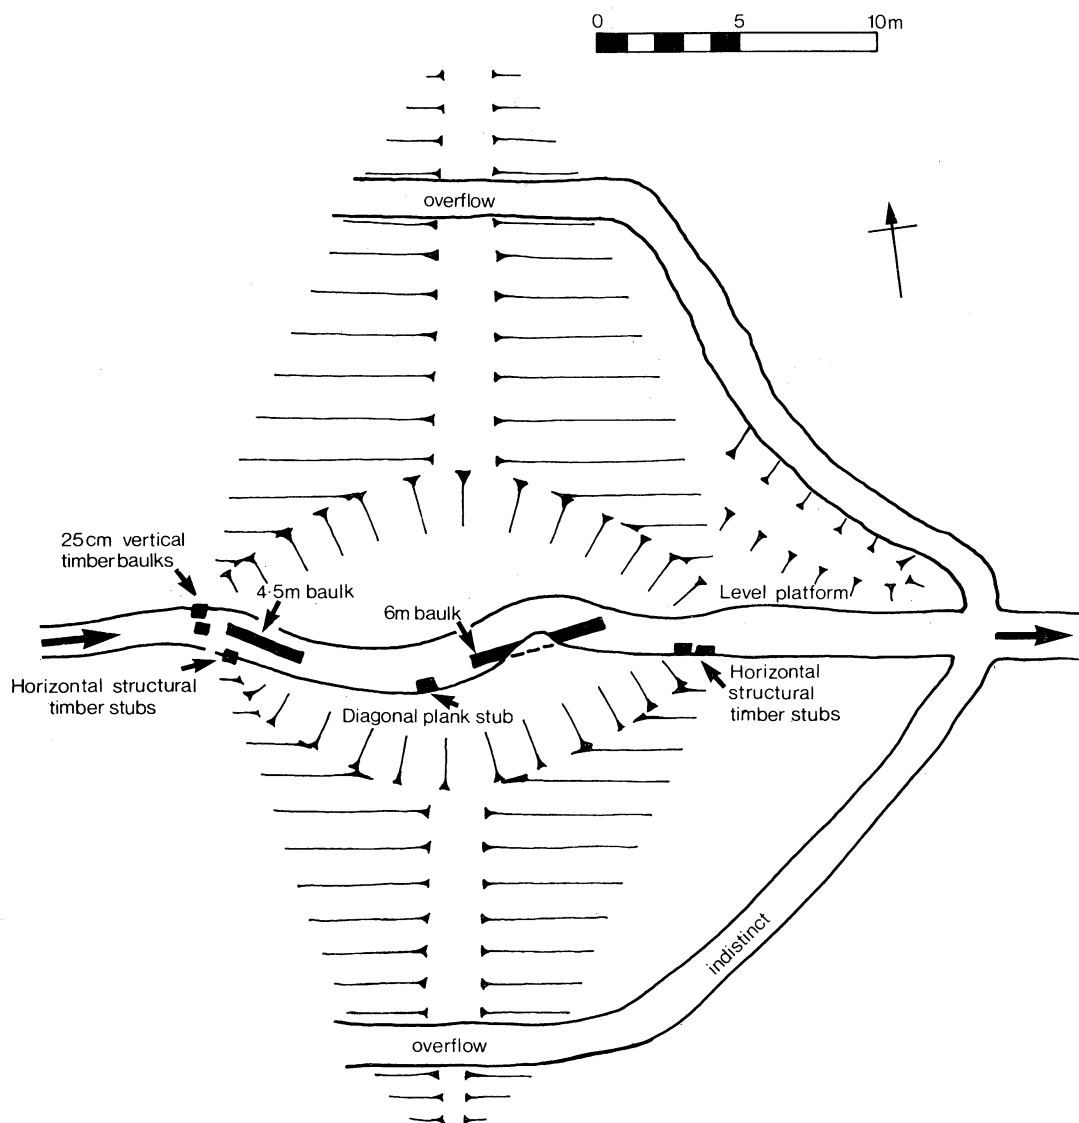 0 5 10m
overflow
25cm vertical
timber baulks
4·5m baulk
6m baulk
Level platform
Horizontal structural
timber stubs
Diagonal plank stub
Horizontal
structural
timber stubs
indistinct
overflow